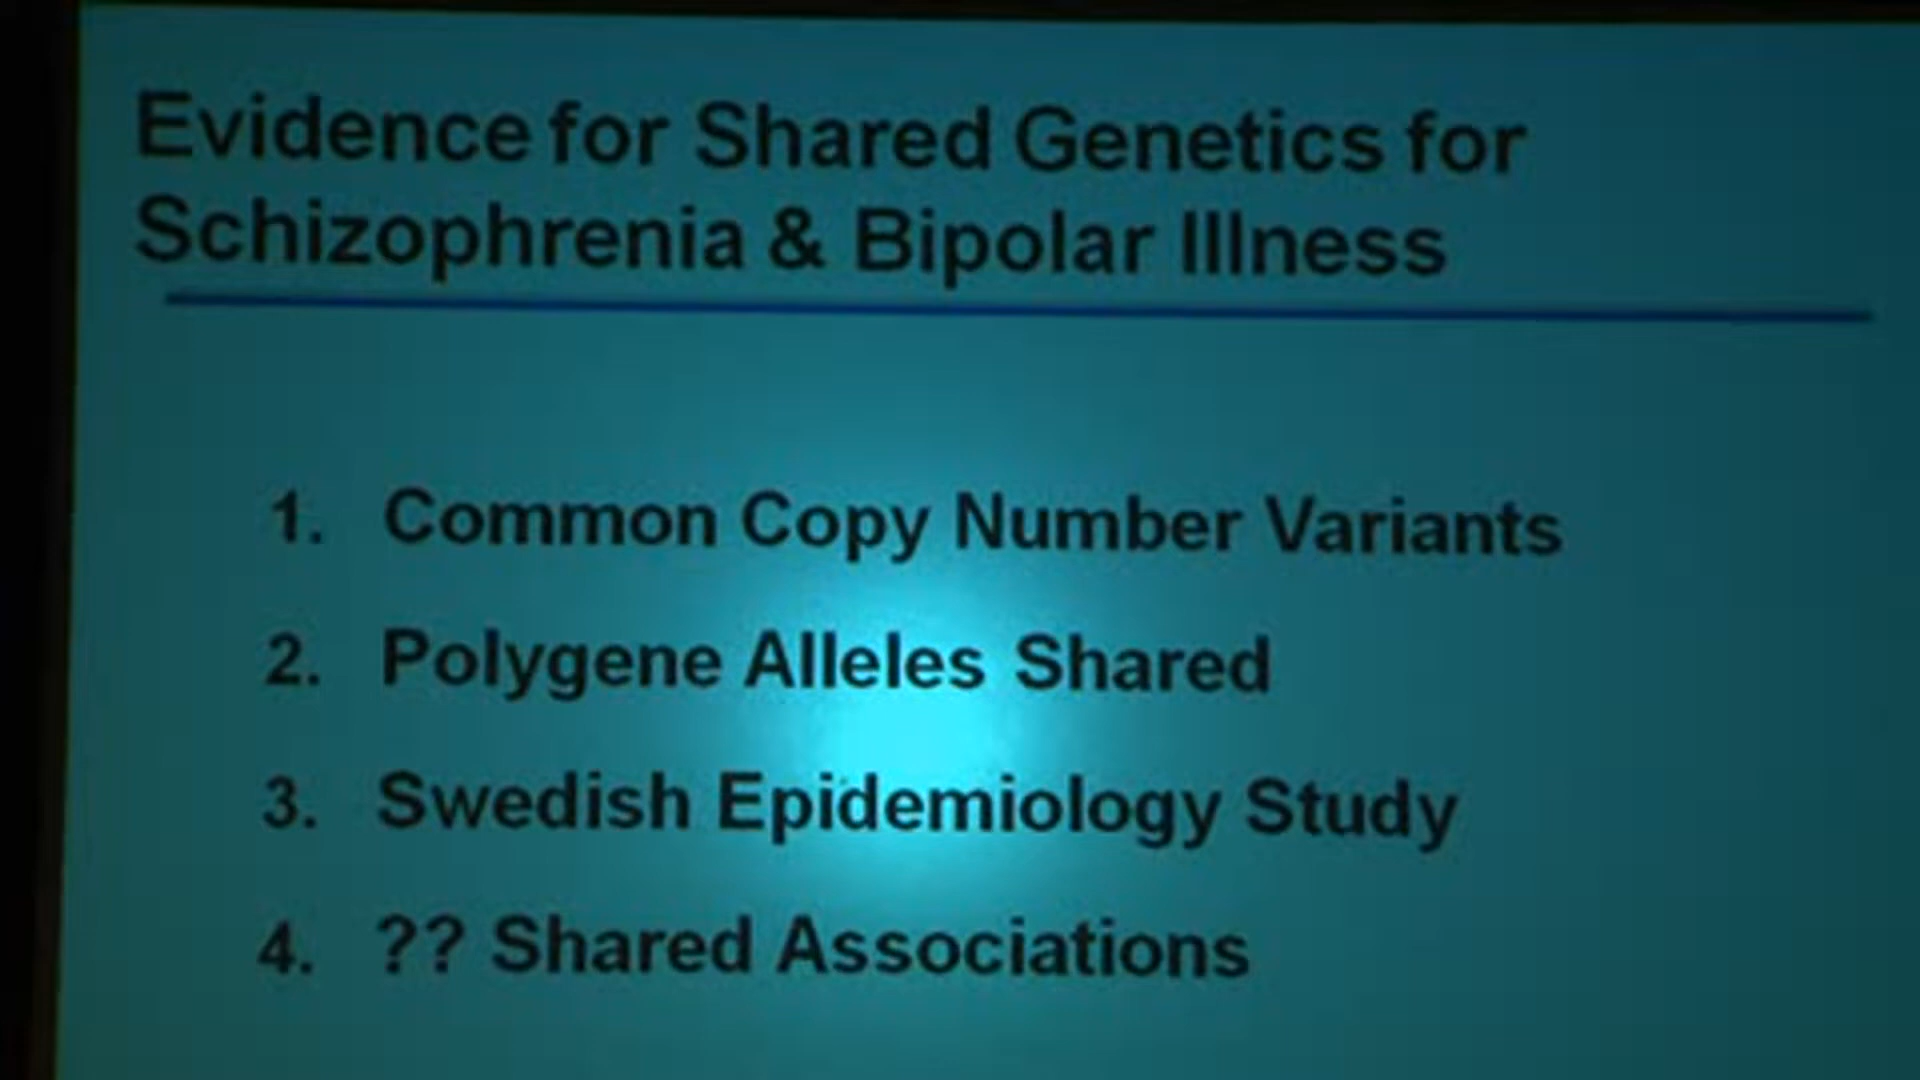 Evidence for Shared Genetics for
Schizophrenia & Bipolar Illness
1. Common Copy Number Variants
2. Polygene Alleles Shared
3. Swedish Epidemiology Study
4. ?? Shared Associations